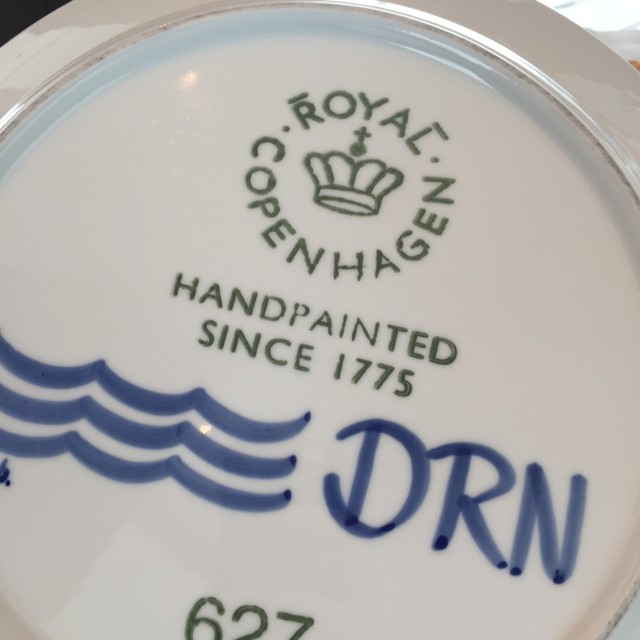 ROYAL
COPENHAGEN
HANDPAINTED
SINCE 1775
DRN
627